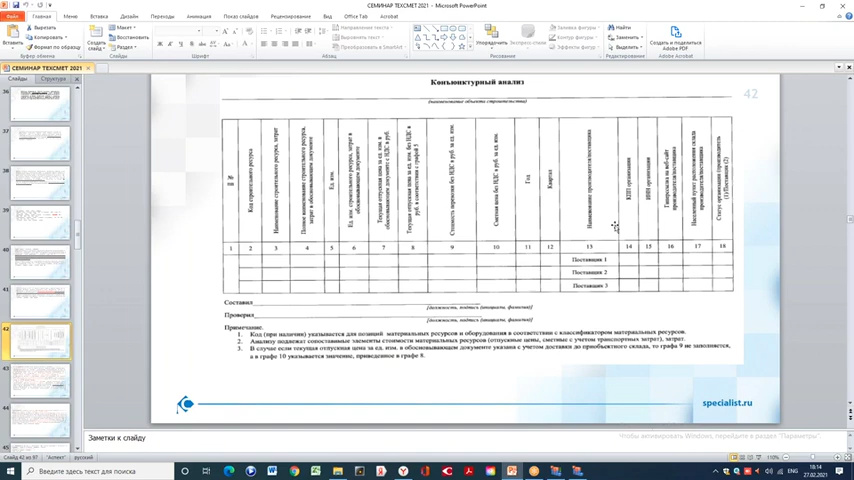 СЕМИНАР ТЕХСМЕТ 2021 - Microsoft PowerPoint
Файл Главная Меню Вставка Дизайн Переходы Анимация Показ слайдов Рецензирование Вид Office Tab Acrobat
Вырезать
Копировать
Формат по образцу
Вставить
Буфер обмена
Создать слайд
Макет
Восстановить
Раздел
Слайды
Шрифт
Абзац
Упорядочить
Экспресс-стили
Заливка фигуры
Контур фигуры
Эффекты фигур
Рисование
Найти
Заменить
Выделить
Редактирование
Создать и поделиться Adobe PDF
Adobe Acrobat
СЕМИНАР ТЕХСМЕТ 2021
Слайды Структура
36
37
38
39
40
41
42
43
44
45
Конъюнктурный анализ
42
(наименование объекта строительства)
№ пп
Код строительного ресурса
Наименование строительного ресурса, затрат
Полное наименование строительного ресурса, затрат в обосновывающем документе
Ед. изм.
Ед. изм. строительного ресурса, затрат в обосновывающем документе
Текущая отпускная цена за ед. изм. в обосновывающем документе с НДС в руб.
Текущая отпускная цена за ед. изм. без НДС в руб. в соответствии с графой 5
Стоимость перевозки без НДС в руб. за ед. изм.
Сметная цена без НДС в руб. за ед. изм.
Год
Квартал
Наименование производителя/поставщика
КПП организации
ИНН организации
Гиперссылка на веб-сайт производителя/поставщика
Населенный пункт расположения склада производителя/поставщика
Статус организации (производитель (1)/Поставщик (2)
1 2 3 4 5 6 7 8 9 10 11 12 13 14 15 16 17 18
Поставщик 1
Поставщик 2
Поставщик 3
Составил
[должность, подпись (инициалы, фамилия)]
Проверил
[должность, подпись (инициалы, фамилия)]
Примечание.
1. Код (при наличии) указывается для позиций материальных ресурсов и оборудования в соответствии с классификатором материальных ресурсов.
2. Анализу подлежат сопоставимые элементы стоимости материальных ресурсов (отпускные цены, сметные с учетом транспортных затрат), затрат.
3. В случае если текущая отпускная цена за ед. изм. в обосновывающем документе указана с учетом доставки до приобъектного склада, то графа 9 не заполняется,
а в графе 10 указывается значение, приведенное в графе 8.
specialist.ru
Заметки к слайду
Чтобы активировать Windows, перейдите в раздел "Параметры".
Слайд 42 из 97 "Аспект" русский
110%
Введите здесь текст для поиска
ENG
18:14
27.02.2021